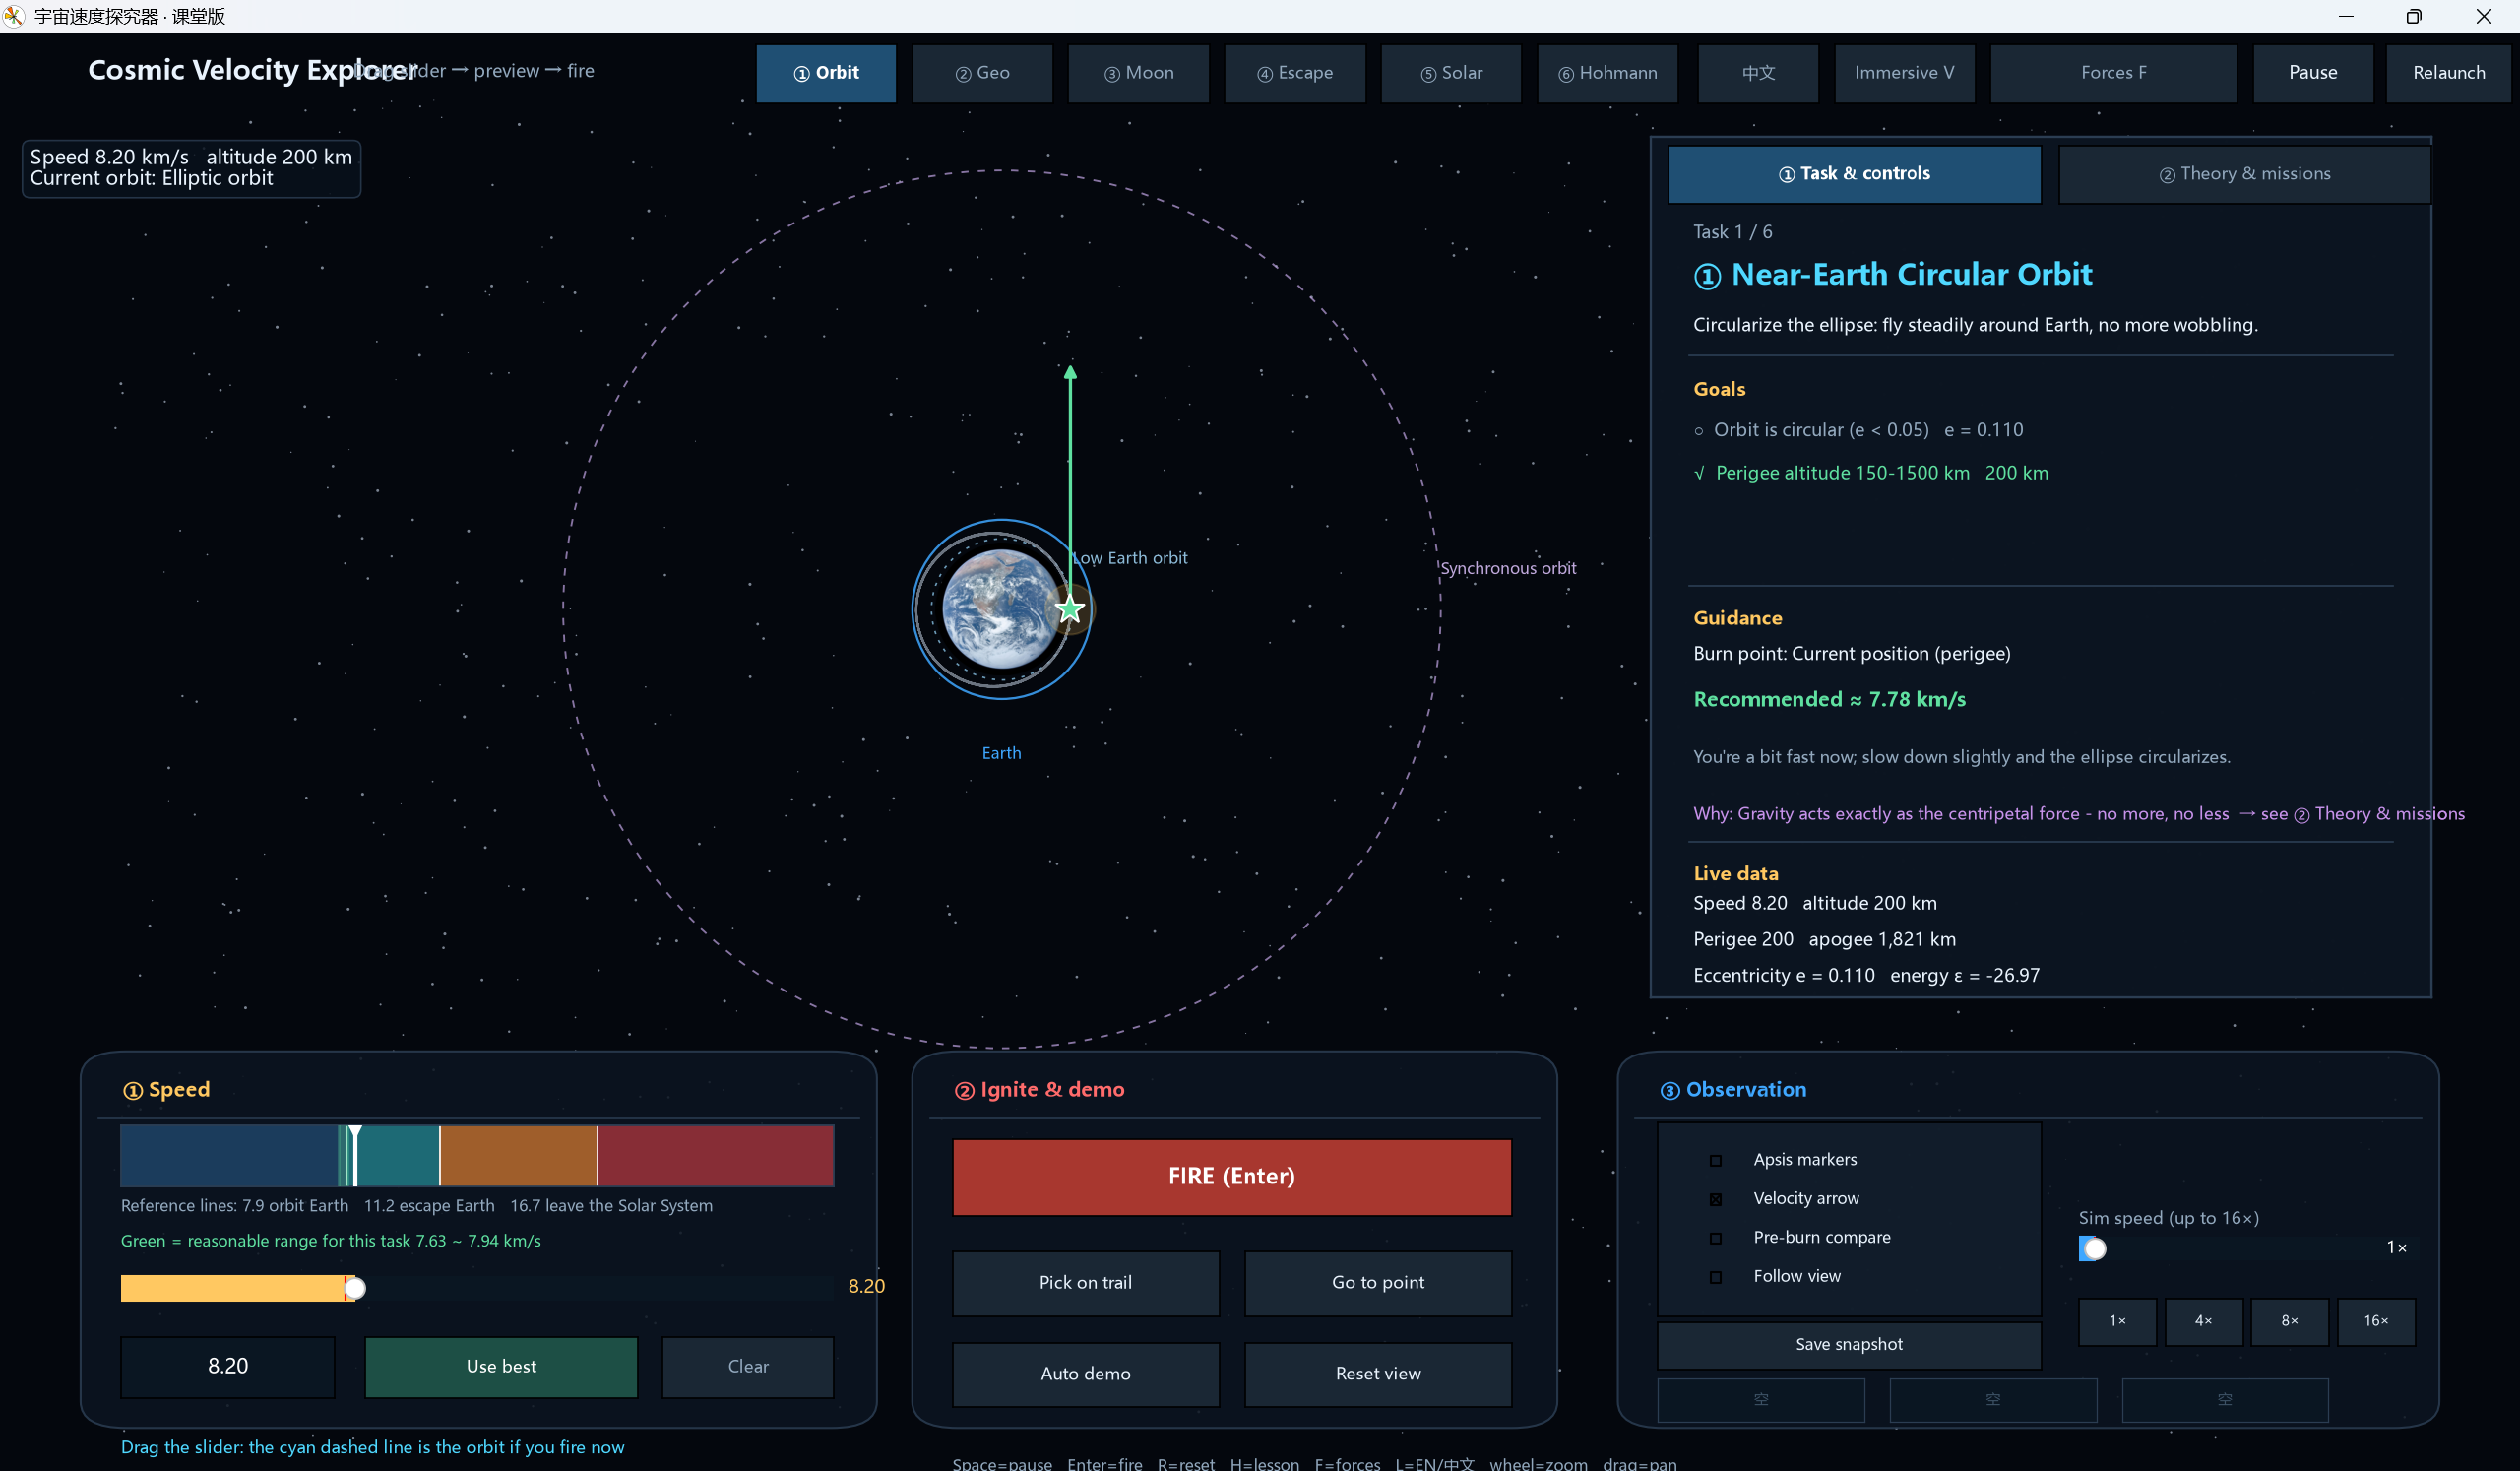 宇宙速度探究器 · 课堂版
Cosmic Velocity Explorer
Drag slider → preview → fire
① Orbit
② Geo
③ Moon
④ Escape
⑤ Solar
⑥ Hohmann
中文
Immersive V
Forces F
Pause
Relaunch
Speed 8.20 km/s altitude 200 km
Current orbit: Elliptic orbit
Low Earth orbit
Synchronous orbit
Earth
① Task & controls
② Theory & missions
Task 1 / 6
① Near-Earth Circular Orbit
Circularize the ellipse: fly steadily around Earth, no more wobbling.
Goals
○ Orbit is circular (e < 0.05) e = 0.110
√ Perigee altitude 150-1500 km 200 km
Guidance
Burn point: Current position (perigee)
Recommended ≈ 7.78 km/s
You're a bit fast now; slow down slightly and the ellipse circularizes.
Why: Gravity acts exactly as the centripetal force - no more, no less → see ② Theory & missions
Live data
Speed 8.20 altitude 200 km
Perigee 200 apogee 1,821 km
Eccentricity e = 0.110 energy ε = -26.97
① Speed
Reference lines: 7.9 orbit Earth 11.2 escape Earth 16.7 leave the Solar System
Green = reasonable range for this task 7.63 ~ 7.94 km/s
8.20
8.20
Use best
Clear
Drag the slider: the cyan dashed line is the orbit if you fire now
② Ignite & demo
FIRE (Enter)
Pick on trail
Go to point
Auto demo
Reset view
Space=pause Enter=fire R=reset H=lesson F=forces L=EN/中文 wheel=zoom drag=pan
③ Observation
Apsis markers
Velocity arrow
Pre-burn compare
Follow view
Save snapshot
Sim speed (up to 16×)
1×
1×
4×
8×
16×
空
空
空